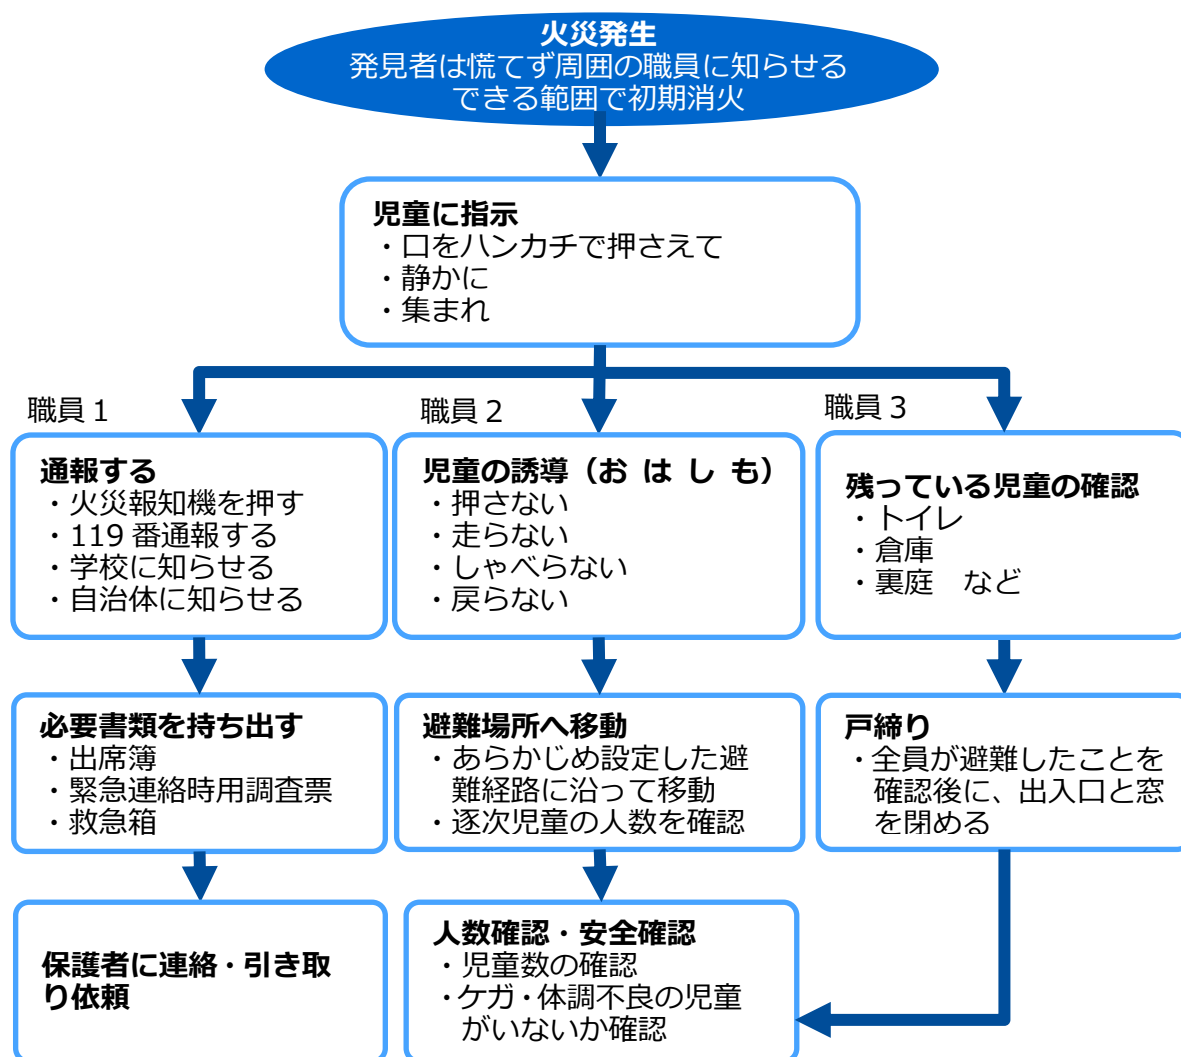 火災発生
発見者は慌てず周囲の職員に知らせる
できる範囲で初期消火
児童に指示
・口をハンカチで押さえて
・静かに
・集まれ
職員1
通報する
・火災報知機を押す
・119番通報する
・学校に知らせる
・自治体に知らせる
必要書類を持ち出す
・出席簿
・緊急連絡時用調査票
・救急箱
保護者に連絡・引き取
り依頼
職員2
児童の誘導（お は し も）
・押さない
・走らない
・しゃべらない
・戻らない
避難場所へ移動
・あらかじめ設定した避
難経路に沿って移動
・逐次児童の人数を確認
人数確認・安全確認
・児童数の確認
・ケガ・体調不良の児童
がいないか確認
職員3
残っている児童の確認
・トイレ
・倉庫
・裏庭　など
戸締り
・全員が避難したことを
確認後に、出入口と窓
を閉める